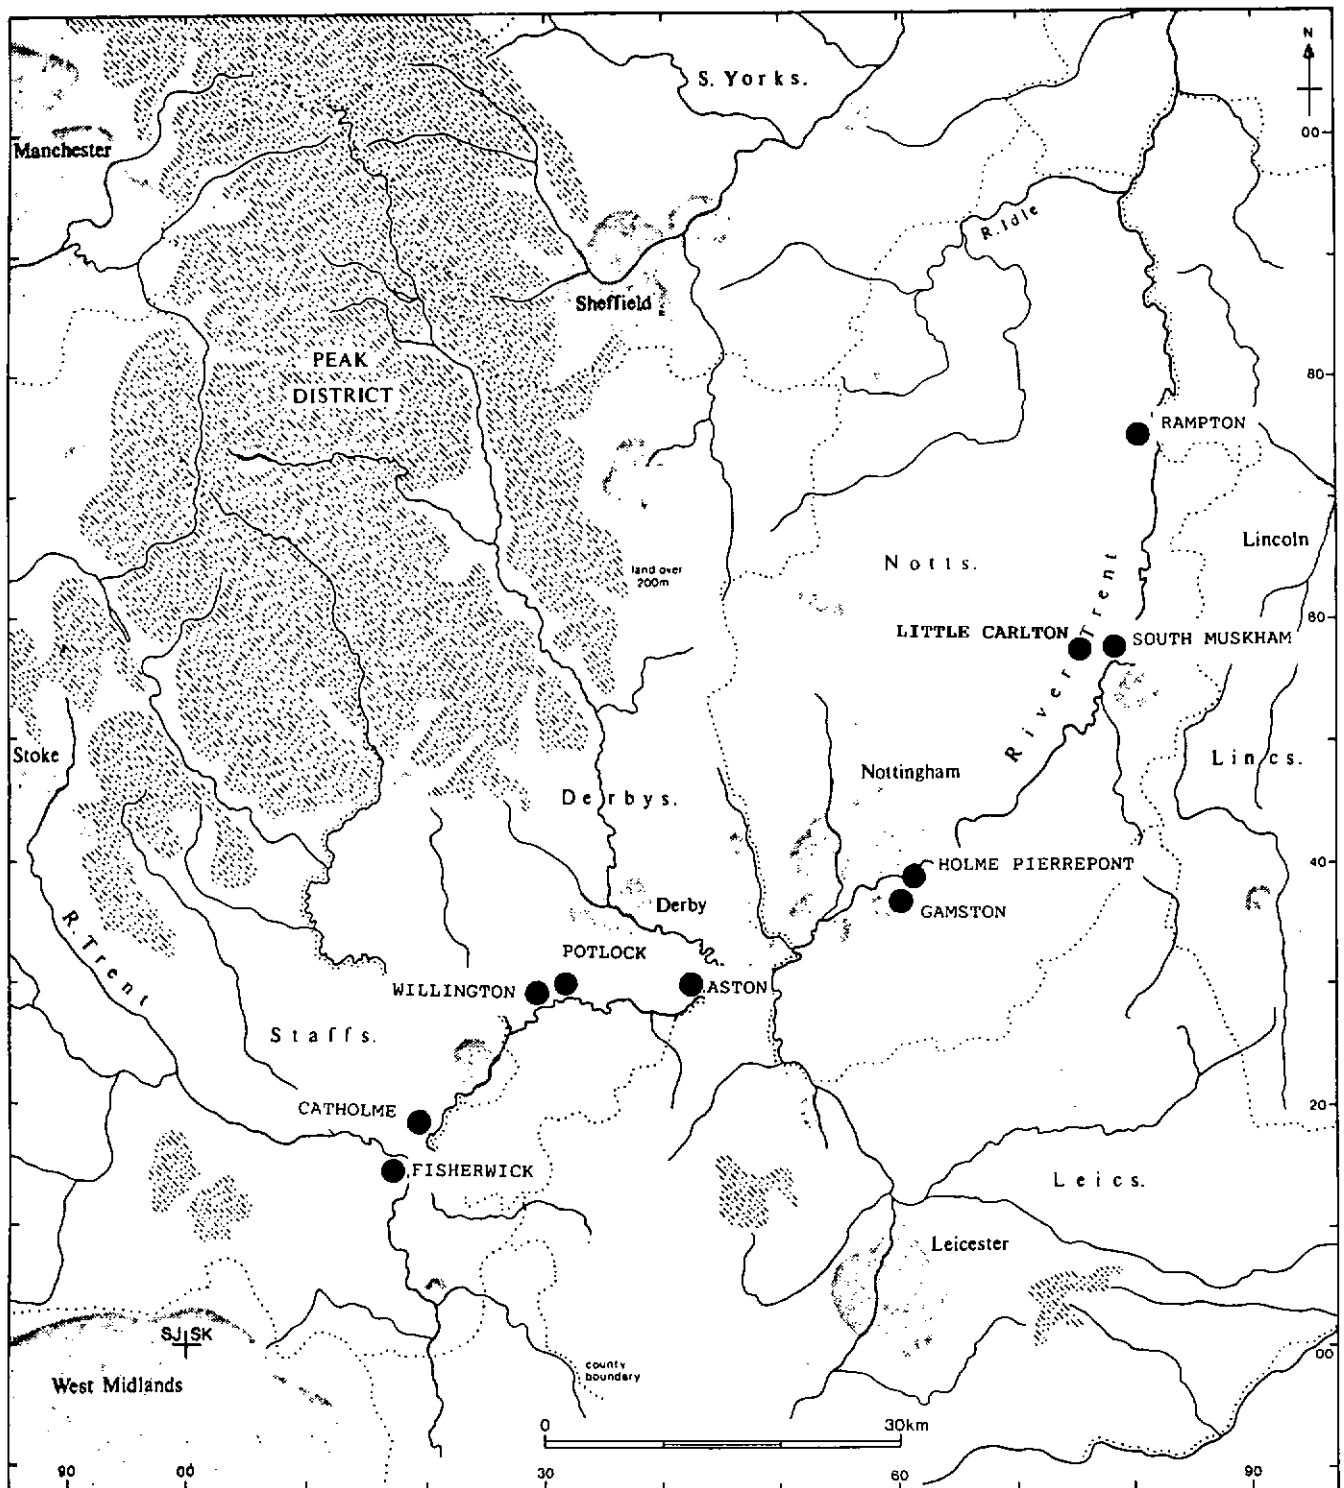 N
S. Yorks.
00
Manchester
R. Idle
Sheffield
PEAK
DISTRICT
80
RAMPTON
Lincoln
Notts.
land over
200m
River Trent
60
LITTLE CARLTON
SOUTH MUSKHAM
Stoke
Lincs.
Nottingham
Derbys.
40
HOLME PIERREPONT
Derby
GAMSTON
R. Trent
POTLOCK
WILLINGTON
ASTON
Staffs.
CATHOLME
20
FISHERWICK
Leics.
Leicester
SJ SK
00
county
boundary
West Midlands
0 30km
90 00 30 60 90